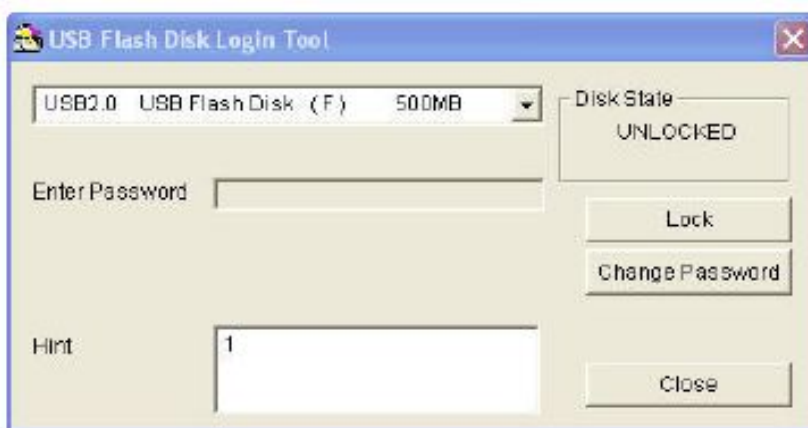 USB Flash Disk Login Tool
USB2.0 USB Flash Disk (F) 500MB
Disk State
UNLOCKED
Enter Password
Lock
Change Password
Hint
1
Close